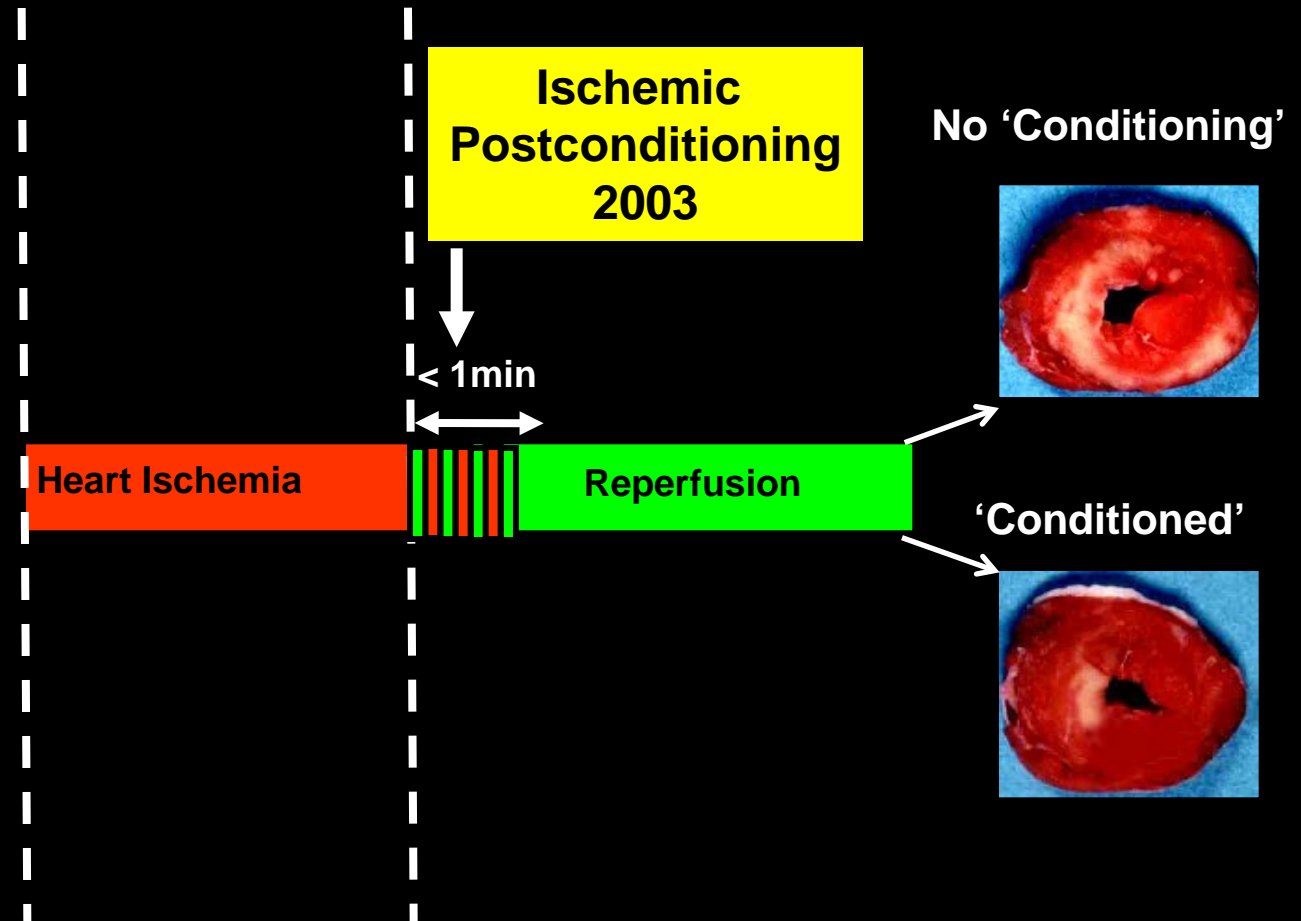 Ischemic
Postconditioning
2003
No ‘Conditioning’
< 1min
Heart Ischemia
Reperfusion
‘Conditioned’